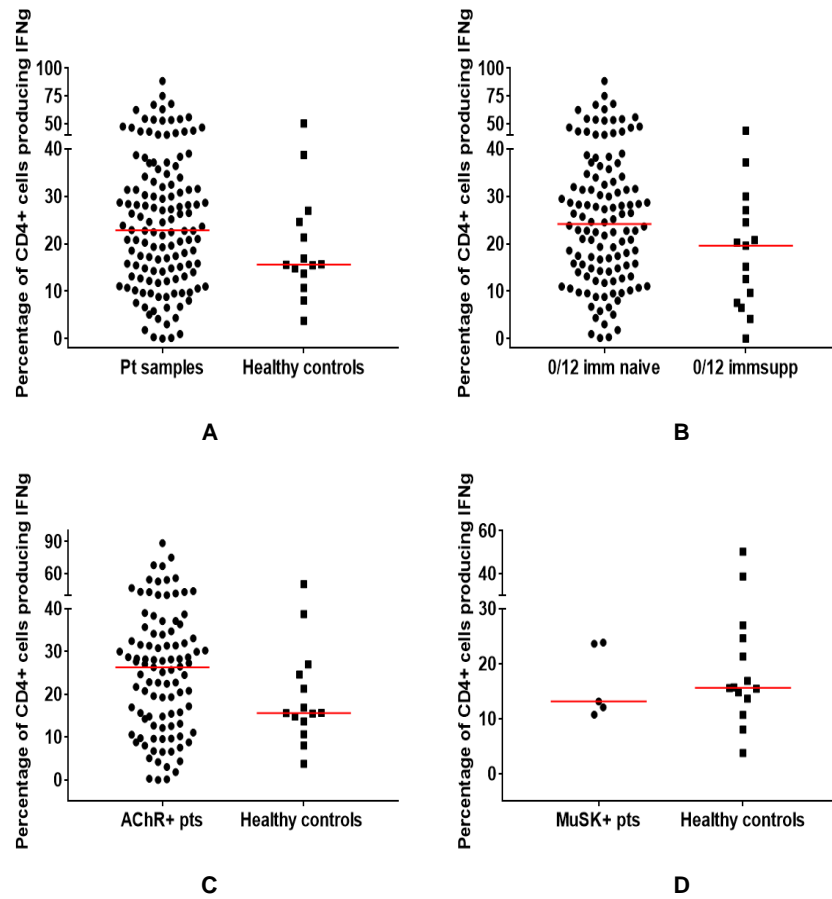 Percentage of CD4+ cells producing IFNg
100
75
50
40
30
20
10
0
Pt samples Healthy controls
A
Percentage of CD4+ cells producing IFNg
100
75
50
40
30
20
10
0
0/12 imm naive 0/12 immsupp
B
Percentage of CD4+ cells producing IFNg
90
60
40
30
20
10
0
AChR+ pts Healthy controls
C
Percentage of CD4+ cells producing IFNg
60
40
30
20
10
0
MuSK+ pts Healthy controls
D